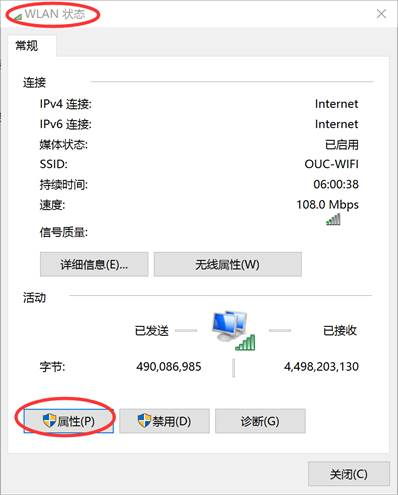 WLAN 状态
常规
连接
IPv4 连接: Internet
IPv6 连接: Internet
媒体状态: 已启用
SSID: OUC-WIFI
持续时间: 06:00:38
速度: 108.0 Mbps
信号质量:
详细信息(E)... 无线属性(W)
活动
已发送 已接收
字节: 490,086,985 4,498,203,130
属性(P) 禁用(D) 诊断(G)
关闭(C)